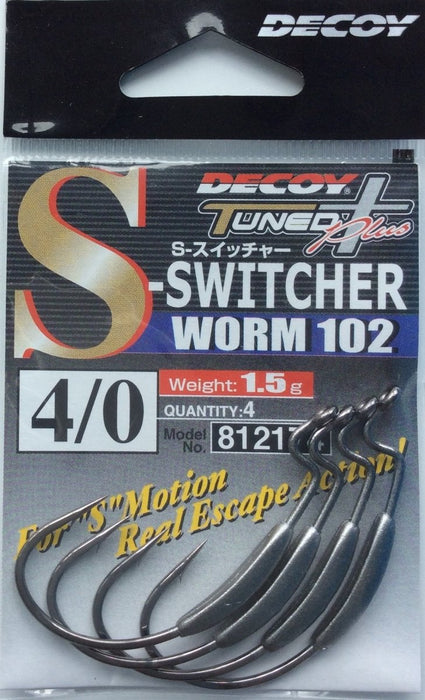 DECOY
DECOY®
TUNED Plus
S-スイッチャー
S-SWITCHER
WORM 102
4/0
Weight: 1.5g
QUANTITY: 4
Model No.
For "S" Motion
Real Escape Action!